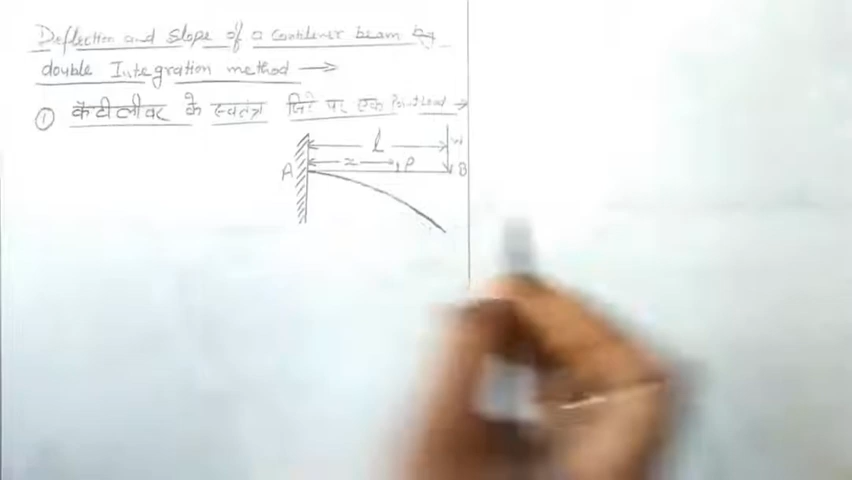 Deflection and Slope of a Cantilever beam by
double Integration method →
① केंटीलीवर के स्वतंत्र सिरे पर एक Point Load →
l
W
x P
A B